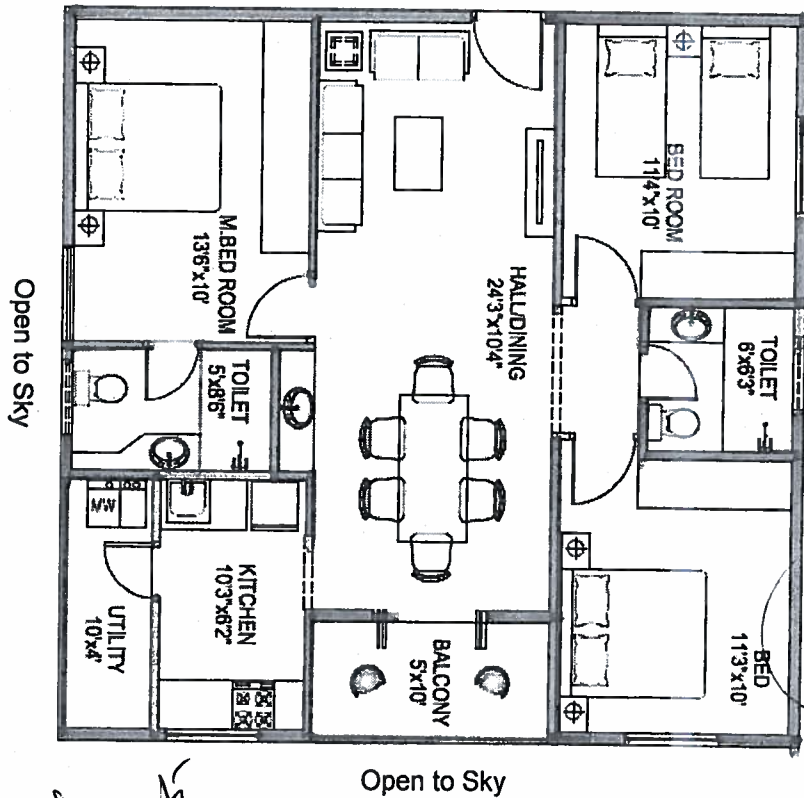 BED ROOM
11'4"x10'
M.BED ROOM
13'6"x10'
HALL/DINING
24'3"x10'4"
TOILET
6'x6'3"
TOILET
5'x8'6"
Open to Sky
MW
KITCHEN
10'3"x6'2"
UTILITY
10'x4'
BALCONY
5'x10'
BED
11'3"x10'
Open to Sky